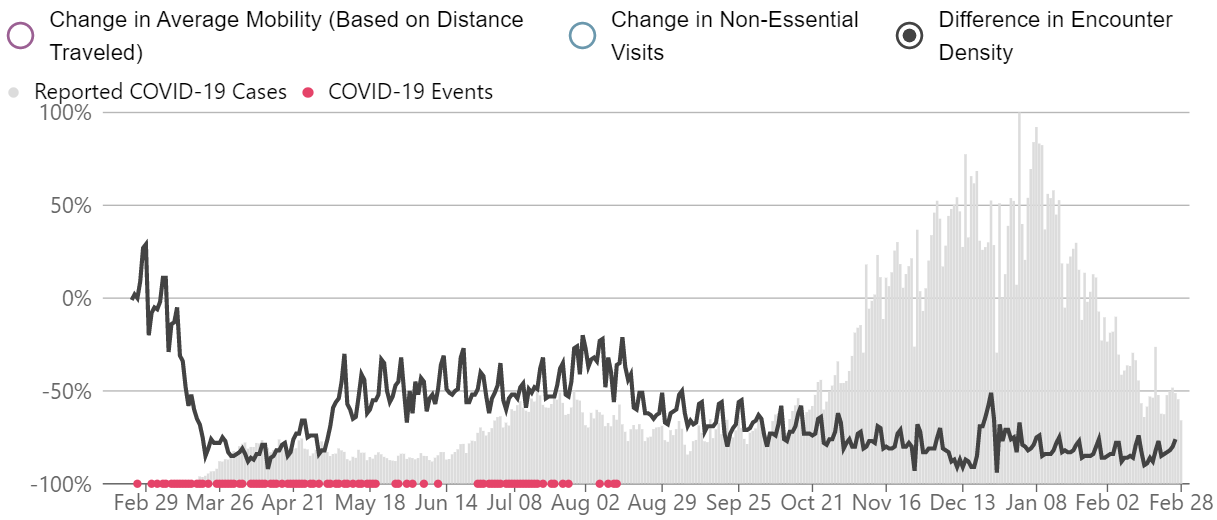 Change in Average Mobility (Based on Distance Traveled)
Change in Non-Essential Visits
Difference in Encounter Density
Reported COVID-19 Cases
COVID-19 Events
100%
50%
0%
-50%
-100%
Feb 29 Mar 26 Apr 21 May 18 Jun 14 Jul 08 Aug 02 Aug 29 Sep 25 Oct 21 Nov 16 Dec 13 Jan 08 Feb 02 Feb 28